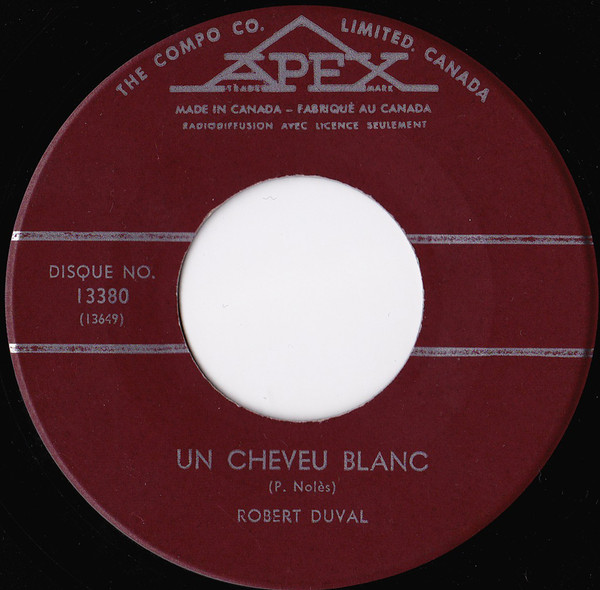 THE COMPO CO. LIMITED, CANADA
APEX
TRADE MARK
MADE IN CANADA – FABRIQUÉ AU CANADA
RADIODIFFUSION AVEC LICENCE SEULEMENT
DISQUE NO.
13380
(13649)
UN CHEVEU BLANC
(P. Nolès)
ROBERT DUVAL